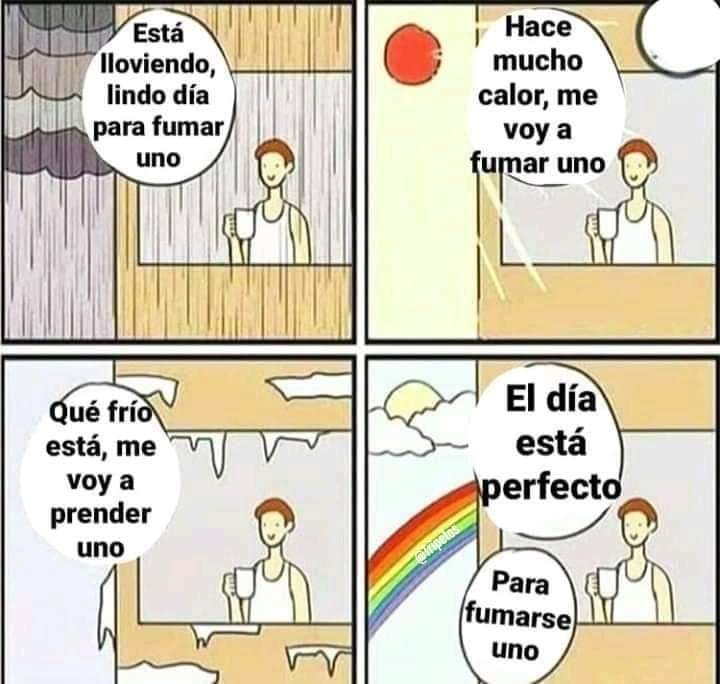 Está
lloviendo,
lindo día
para fumar
uno
Hace
mucho
calor, me
voy a
fumar uno
Qué frío
está, me
voy a
prender
uno
El día
está
perfecto
Para
fumarse
uno